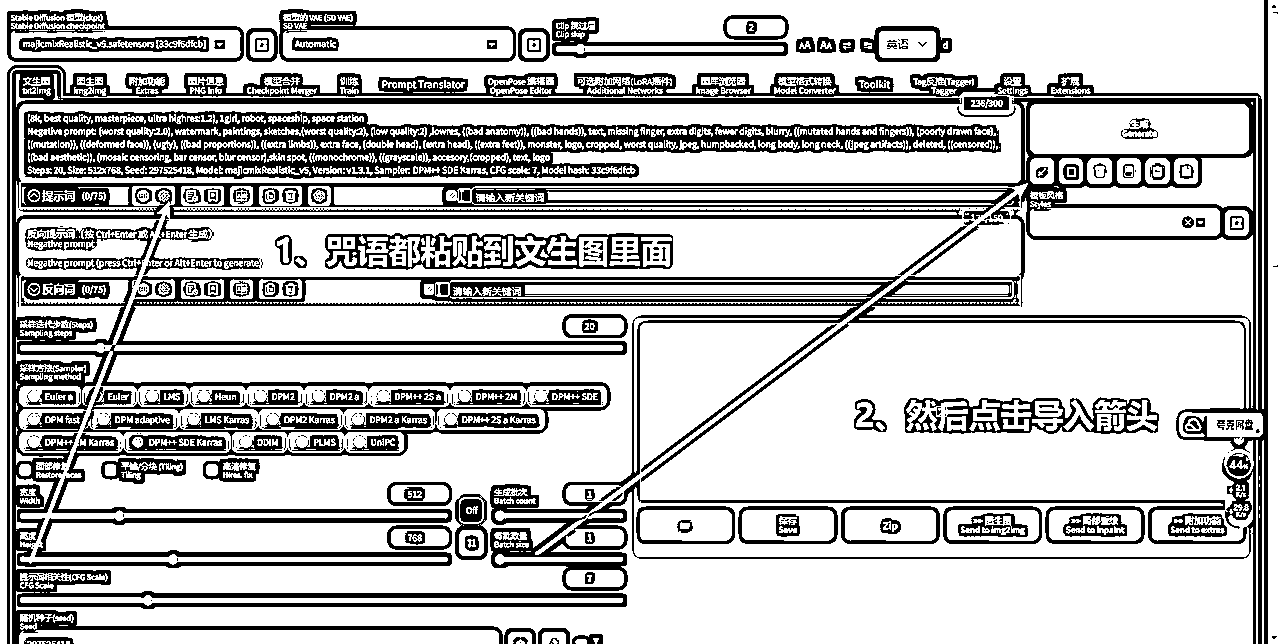 Stable Diffusion 模型(ckpt)
Stable Diffusion checkpoint
majicmixRealistic_v5.safetensors [33c9f6dfcb]
模型的 VAE (SD VAE)
SD VAE
Automatic
Clip 跳过层
Clip skip
2
英语
文生图
txt2img
图生图
img2img
附加功能
Extras
图片信息
PNG Info
模型合并
Checkpoint Merger
训练
Train
Prompt Translator
OpenPose 编辑器
OpenPose Editor
可选附加网络(LoRA插件)
Additional Networks
图库浏览器
Image Browser
模型格式转换
Model Converter
Toolkit
Tag反推(Tagger)
Tagger
设置
Settings
扩展
Extensions
236/300
(8k, best quality, masterpiece, ultra highres:1.2), 1girl, robot, spaceship, space station
Negative prompt: (worst quality:2.0), watermark, paintings, sketches,(worst quality:2), (low quality:2) ,lowres, ((bad anatomy)), ((bad hands)), text, missing finger, extra digits, fewer digits, blurry, ((mutated hands and fingers)), (poorly drawn face),
((mutation)), ((deformed face)), (ugly), ((bad proportions)), ((extra limbs)), extra face, (double head), (extra head), ((extra feet)), monster, logo, cropped, worst quality, jpeg, humpbacked, long body, long neck, ((jpeg artifacts)), deleted, ((censored)),
((bad aesthetic)), (mosaic censoring, bar censor, blur censor),skin spot, ((monochrome)), ((grayscale)), accesory,(cropped), text, logo
Steps: 20, Size: 512x768, Seed: 297525418, Model: majicmixRealistic_v5, Version: v1.3.1, Sampler: DPM++ SDE Karras, CFG scale: 7, Model hash: 33c9f6dfcb
生成
Generate
提示词 (0/75)
请输入新关键词
模板风格
Styles
反向提示词 (按 Ctrl+Enter 或 Alt+Enter 生成)
Negative prompt
Negative prompt (press Ctrl+Enter or Alt+Enter to generate)
1、咒语都粘贴到文生图里面
反向词 (0/75)
请输入新关键词
采样迭代步数(Steps)
Sampling steps
20
采样方法(Sampler)
Sampling method
Euler a
Euler
LMS
Heun
DPM2
DPM2 a
DPM++ 2S a
DPM++ 2M
DPM++ SDE
DPM fast
DPM adaptive
LMS Karras
DPM2 Karras
DPM2 a Karras
DPM++ 2S a Karras
DPM++ 2M Karras
DPM++ SDE Karras
DDIM
PLMS
UniPC
2、然后点击导入箭头
夸克网盘
面部修复
Restore faces
平铺/分块 (Tiling)
Tiling
高清修复
Hires. fix
44
宽度
Width
512
Off
生成批次
Batch count
1
高度
Height
768
每批数量
Batch size
1
保存
Save
Zip
>> 图生图
Send to img2img
>> 局部重绘
Send to inpaint
>> 附加功能
Send to extra
提示词相关性(CFG Scale)
CFG Scale
7
随机种子(seed)
Seed
297525418